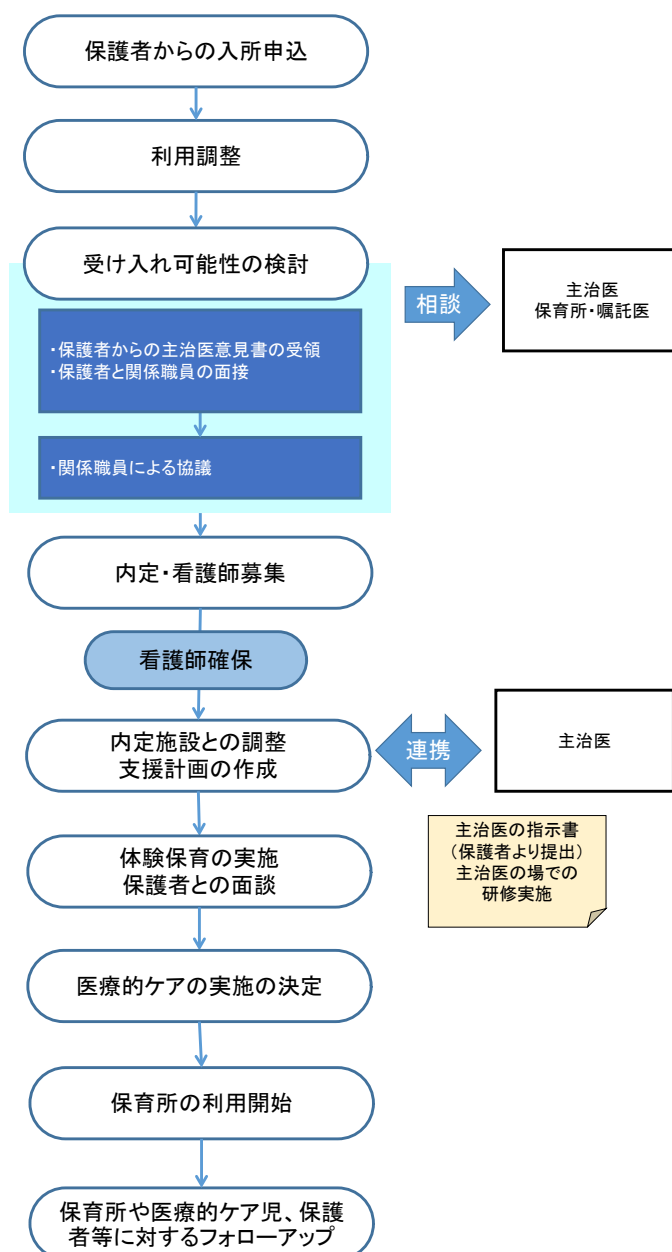 保護者からの入所申込
利用調整
受け入れ可能性の検討
相談
主治医
保育所・嘱託医
・保護者からの主治医意見書の受領
・保護者と関係職員の面接
・関係職員による協議
内定・看護師募集
看護師確保
内定施設との調整
支援計画の作成
連携
主治医
主治医の指示書
(保護者より提出)
主治医の場での
研修実施
体験保育の実施
保護者との面談
医療的ケアの実施の決定
保育所の利用開始
保育所や医療的ケア児、保護
者等に対するフォローアップ